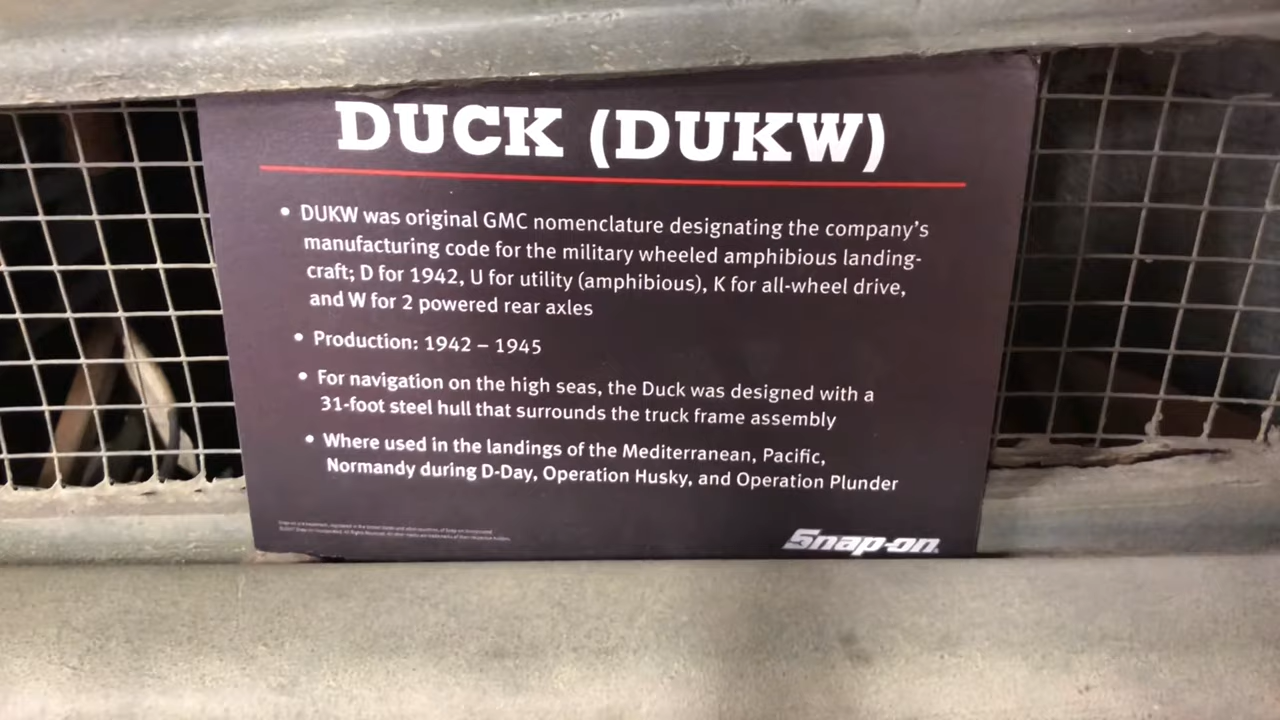 DUCK (DUKW)
• DUKW was original GMC nomenclature designating the company's
manufacturing code for the military wheeled amphibious landing-
craft; D for 1942, U for utility (amphibious), K for all-wheel drive,
and W for 2 powered rear axles
• Production: 1942 – 1945
• For navigation on the high seas, the Duck was designed with a
31-foot steel hull that surrounds the truck frame assembly
• Where used in the landings of the Mediterranean, Pacific,
Normandy during D-Day, Operation Husky, and Operation Plunder
Snap-on